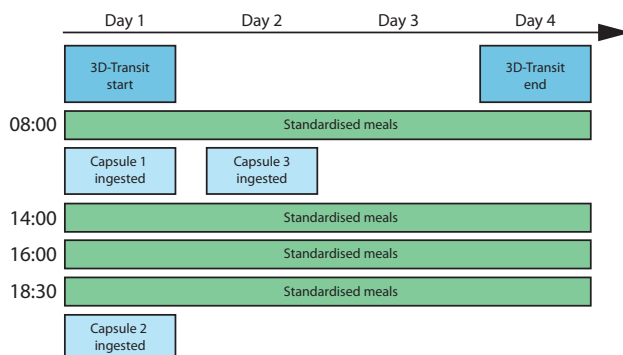 Day 1 Day 2 Day 3 Day 4
3D-Transit
start
3D-Transit
end
08:00 Standardised meals
Capsule 1
ingested
Capsule 3
ingested
14:00 Standardised meals
16:00 Standardised meals
18:30 Standardised meals
Capsule 2
ingested